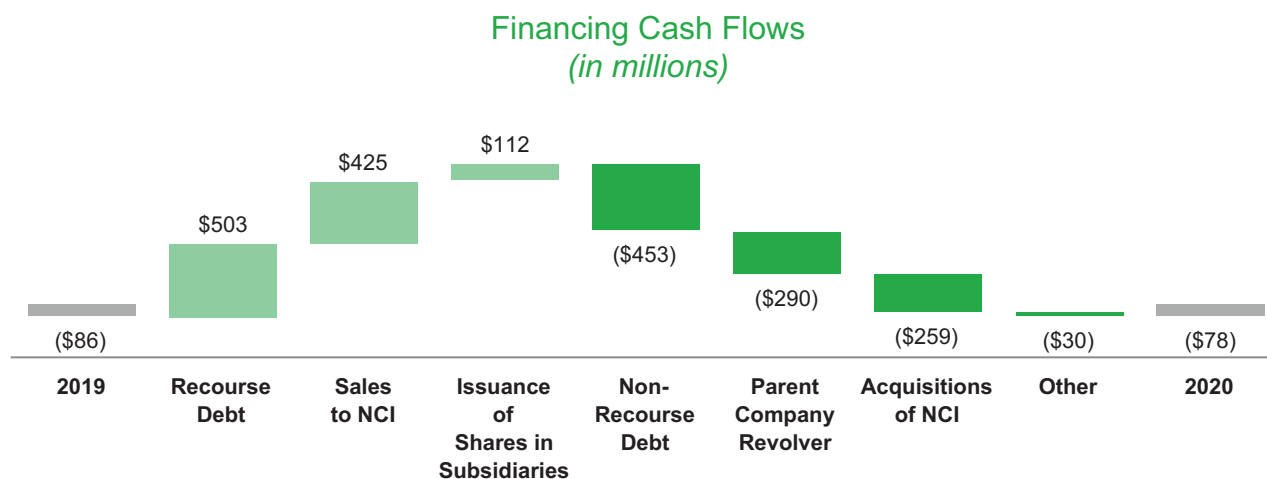 Financing Cash Flows
(in millions)
$112
$425
$503
($453)
($290)
($86)
($259)
($30)
($78)
2019
Recourse
Debt
Sales
to NCI
Issuance
of
Shares in
Subsidiaries
Non-
Recourse
Debt
Parent
Company
Revolver
Acquisitions
of NCI
Other
2020